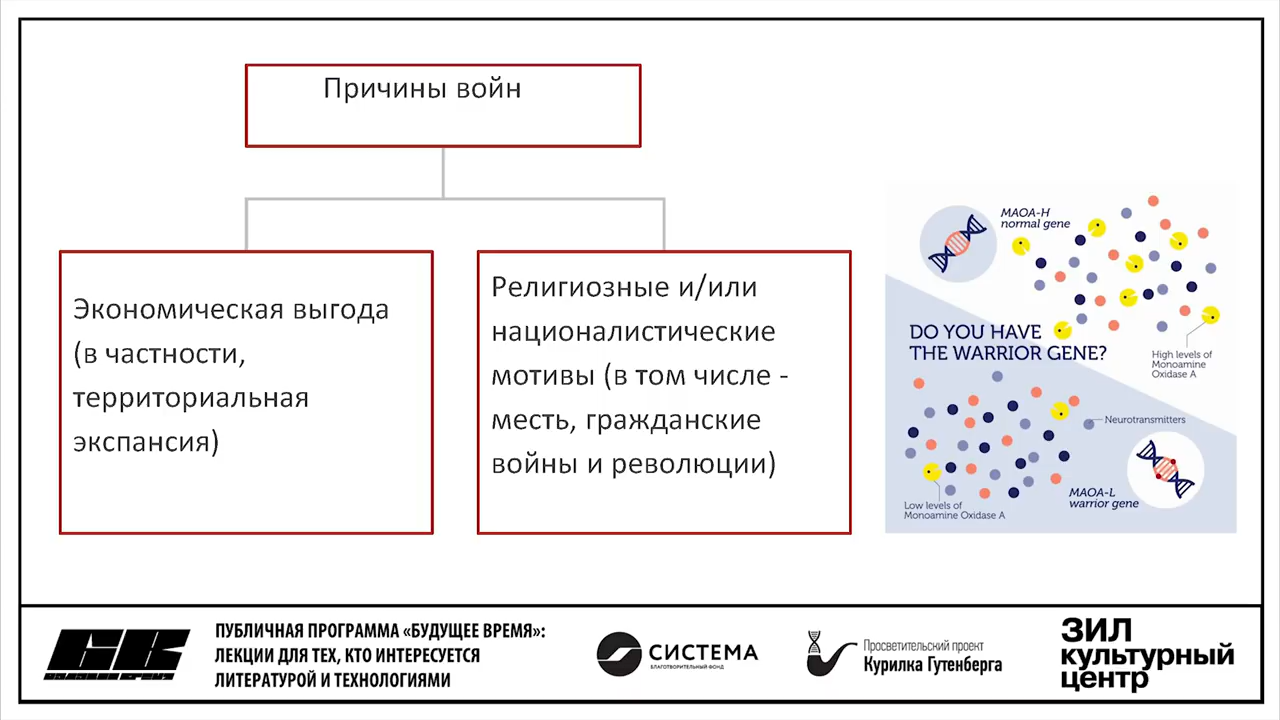 Причины войн
Экономическая выгода
(в частности,
территориальная
экспансия)
Религиозные и/или
националистические
мотивы (в том числе -
месть, гражданские
войны и революции)
MAOA-H
normal gene
DO YOU HAVE
THE WARRIOR GENE?
High levels of
Monoamine
Oxidase A
Neurotransmitters
MAOA-L
warrior gene
Low levels of
Monoamine Oxidase A
БВ
БУДУЩЕЕ ВРЕМЯ
ПУБЛИЧНАЯ ПРОГРАММА «БУДУЩЕЕ ВРЕМЯ»:
ЛЕКЦИИ ДЛЯ ТЕХ, КТО ИНТЕРЕСУЕТСЯ
ЛИТЕРАТУРОЙ И ТЕХНОЛОГИЯМИ
СИСТЕМА
БЛАГОТВОРИТЕЛЬНЫЙ ФОНД
Просветительский проект
Курилка Гутенберга
ЗИЛ
культурный
центр